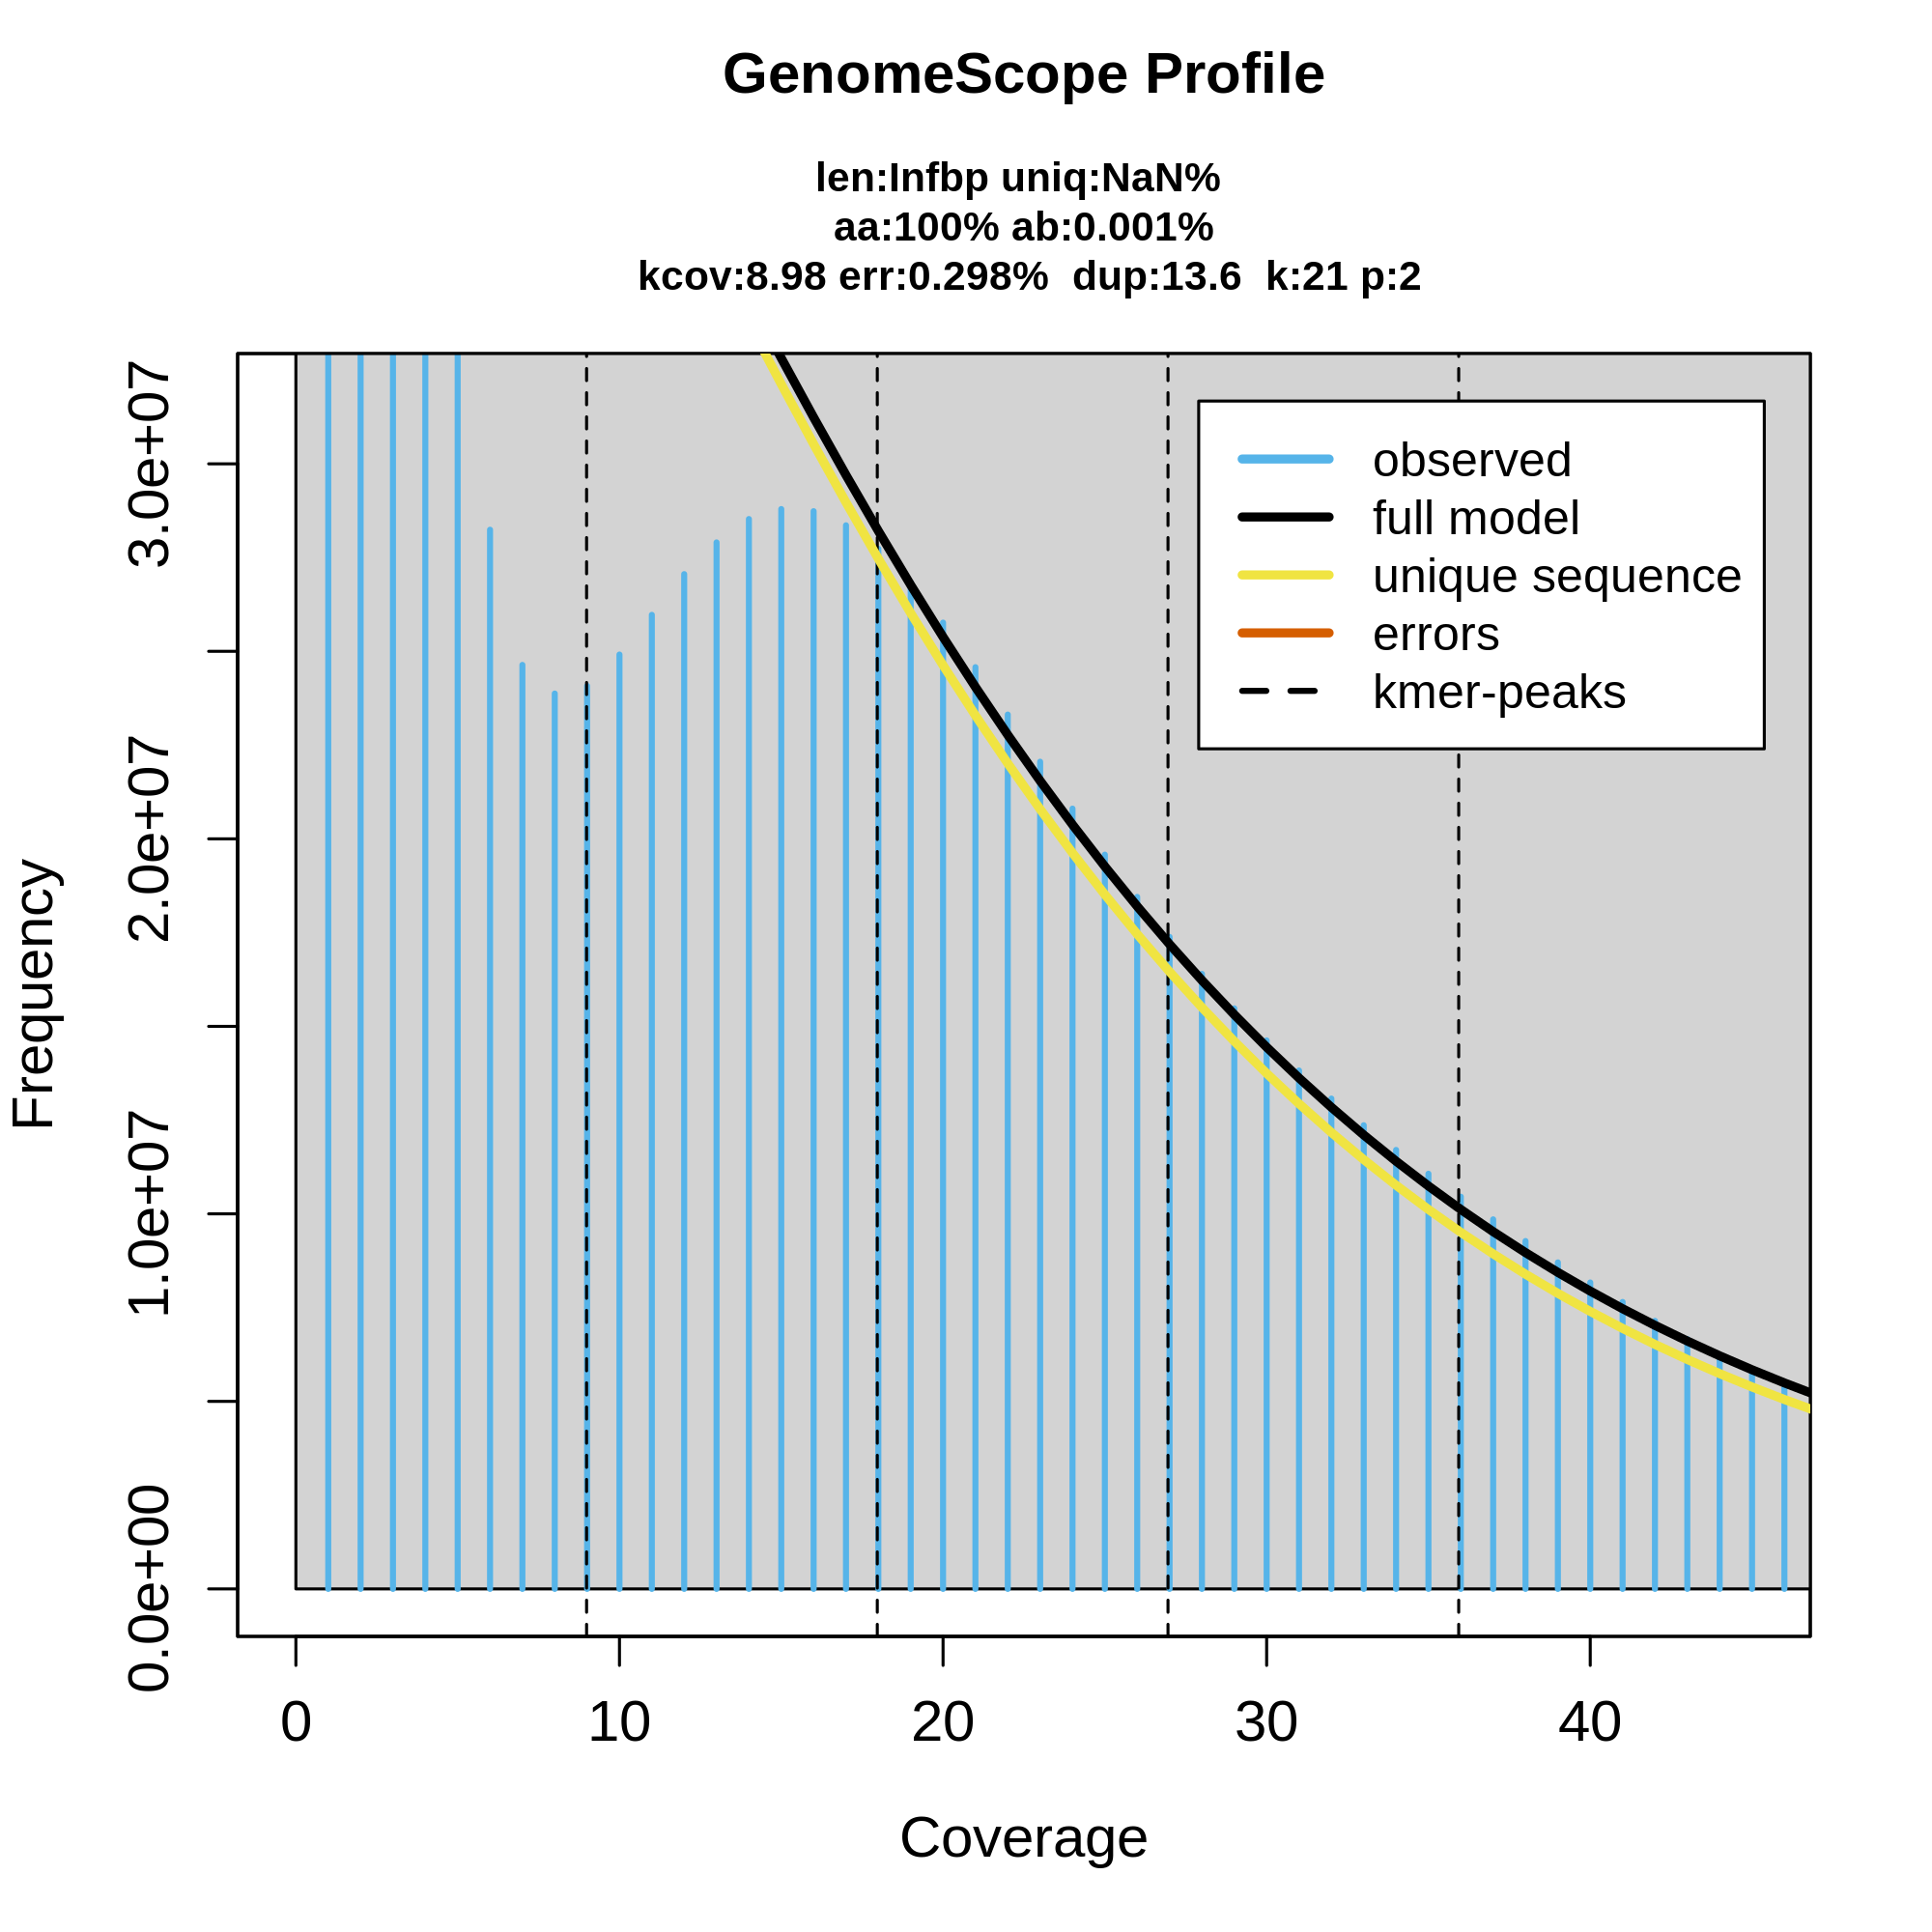 GenomeScope Profile
len:Infbp uniq:NaN%
aa:100% ab:0.001%
kcov:8.98 err:0.298% dup:13.6 k:21 p:2
observed
full model
unique sequence
errors
kmer-peaks
Frequency
3.0e+07
2.0e+07
1.0e+07
0.0e+00
0
10
20
30
40
Coverage